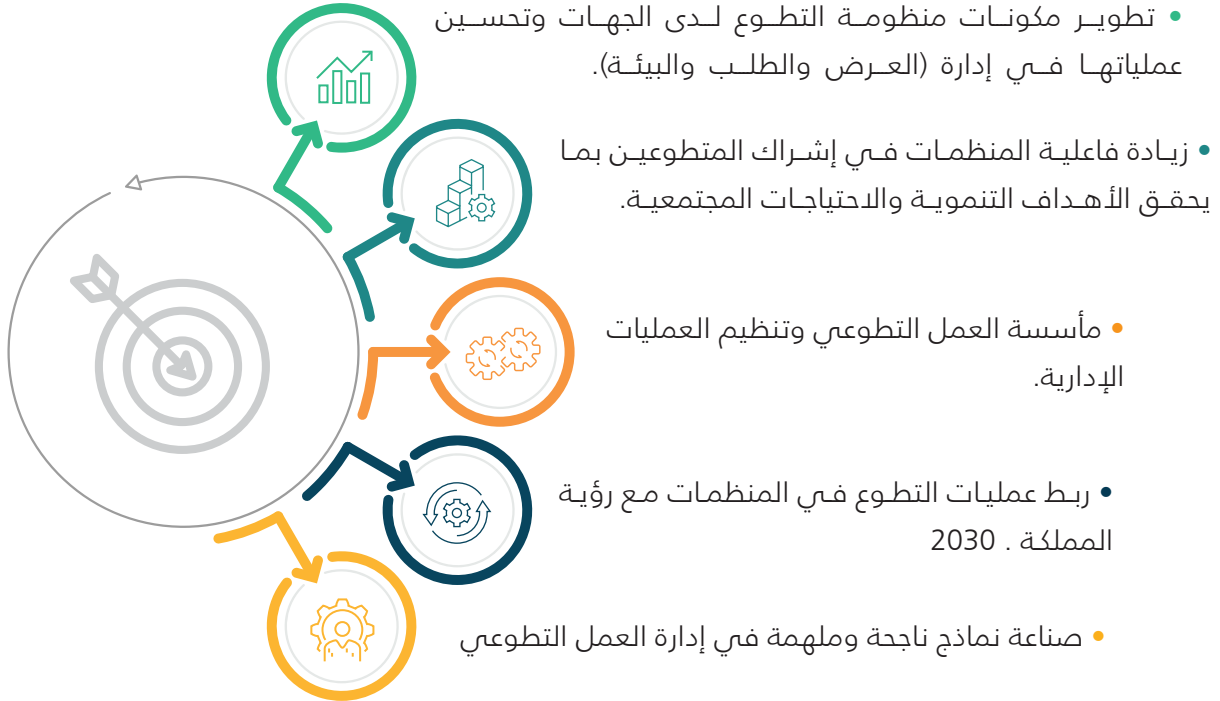 • تطوير مكونات منظومة التطوع لدى الجهات وتحسين
عملياتها في إدارة (العرض والطلب والبيئة).
• زيادة فاعلية المنظمات في إشراك المتطوعين بما
يحقق الأهداف التنموية والاحتياجات المجتمعية.
• مأسسة العمل التطوعي وتنظيم العمليات
الإدارية.
• ربط عمليات التطوع في المنظمات مع رؤية
المملكة . 2030
• صناعة نماذج ناجحة وملهمة في إدارة العمل التطوعي